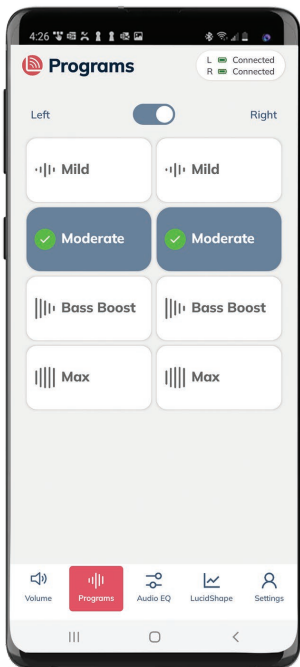 4:26
Programs
L Connected
R Connected
Left Right
Mild Mild
Moderate Moderate
Bass Boost Bass Boost
Max Max
Volume Programs Audio EQ LucidShape Settings